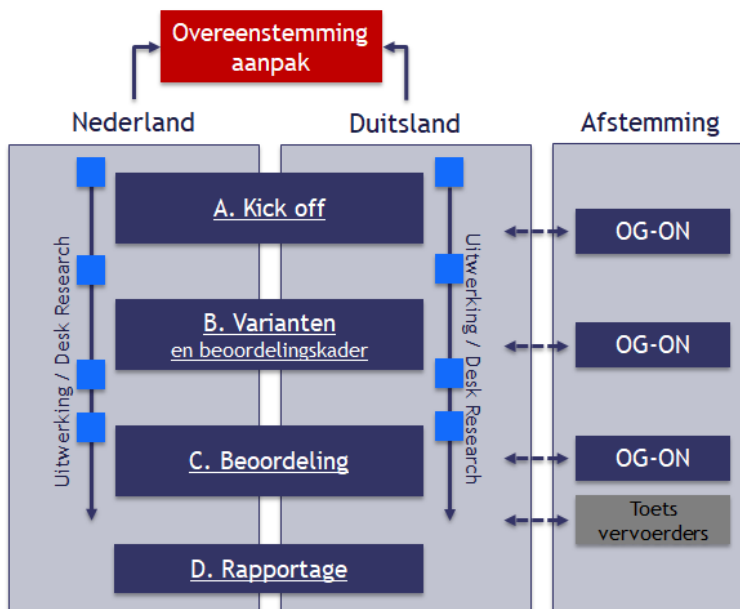 Overeenstemming
aanpak
Nederland
Duitsland
Afstemming
A. Kick off
OG-ON
Uitwerking / Desk Research
Uitwerking / Desk Research
B. Varianten
en beoordelingskader
OG-ON
C. Beoordeling
OG-ON
Toets
vervoerders
D. Rapportage